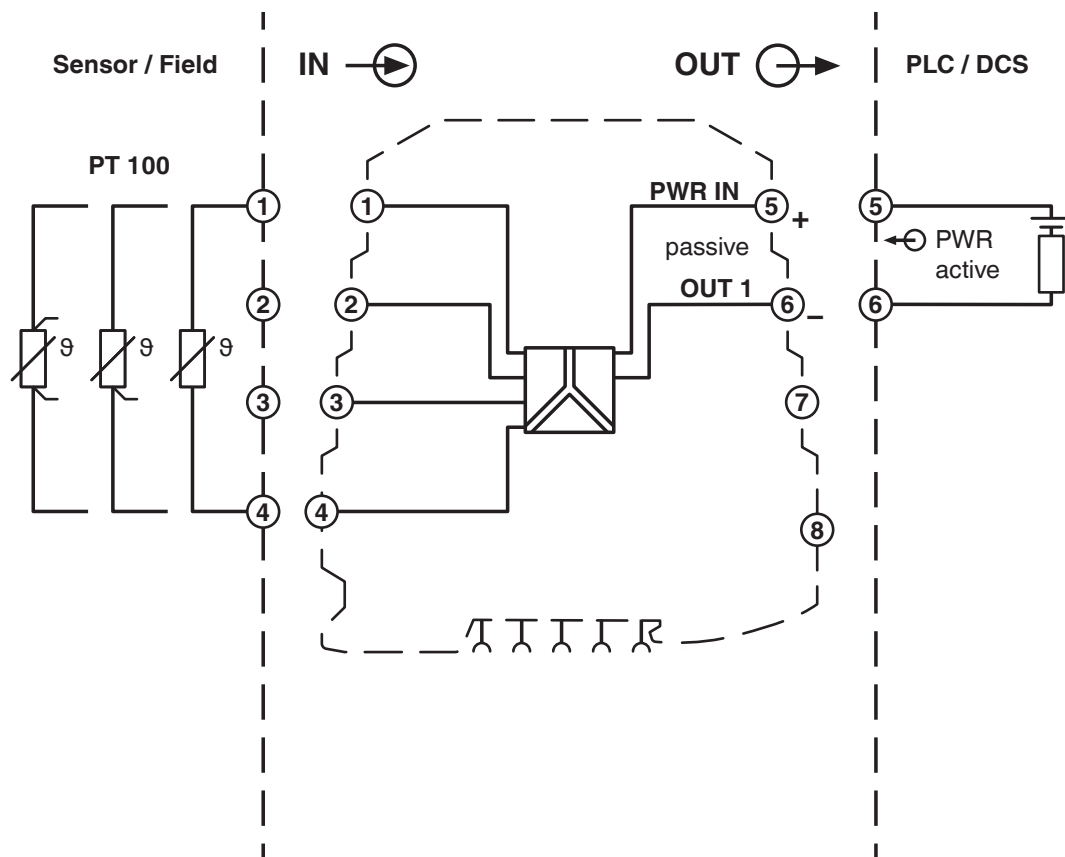 Sensor / Field
IN
OUT
PLC / DCS
PT 100
1
1
PWR IN
5
+
5
PWR
active
passive
2
2
OUT 1
6
–
6
ϑ
ϑ
ϑ
3
3
7
4
4
8